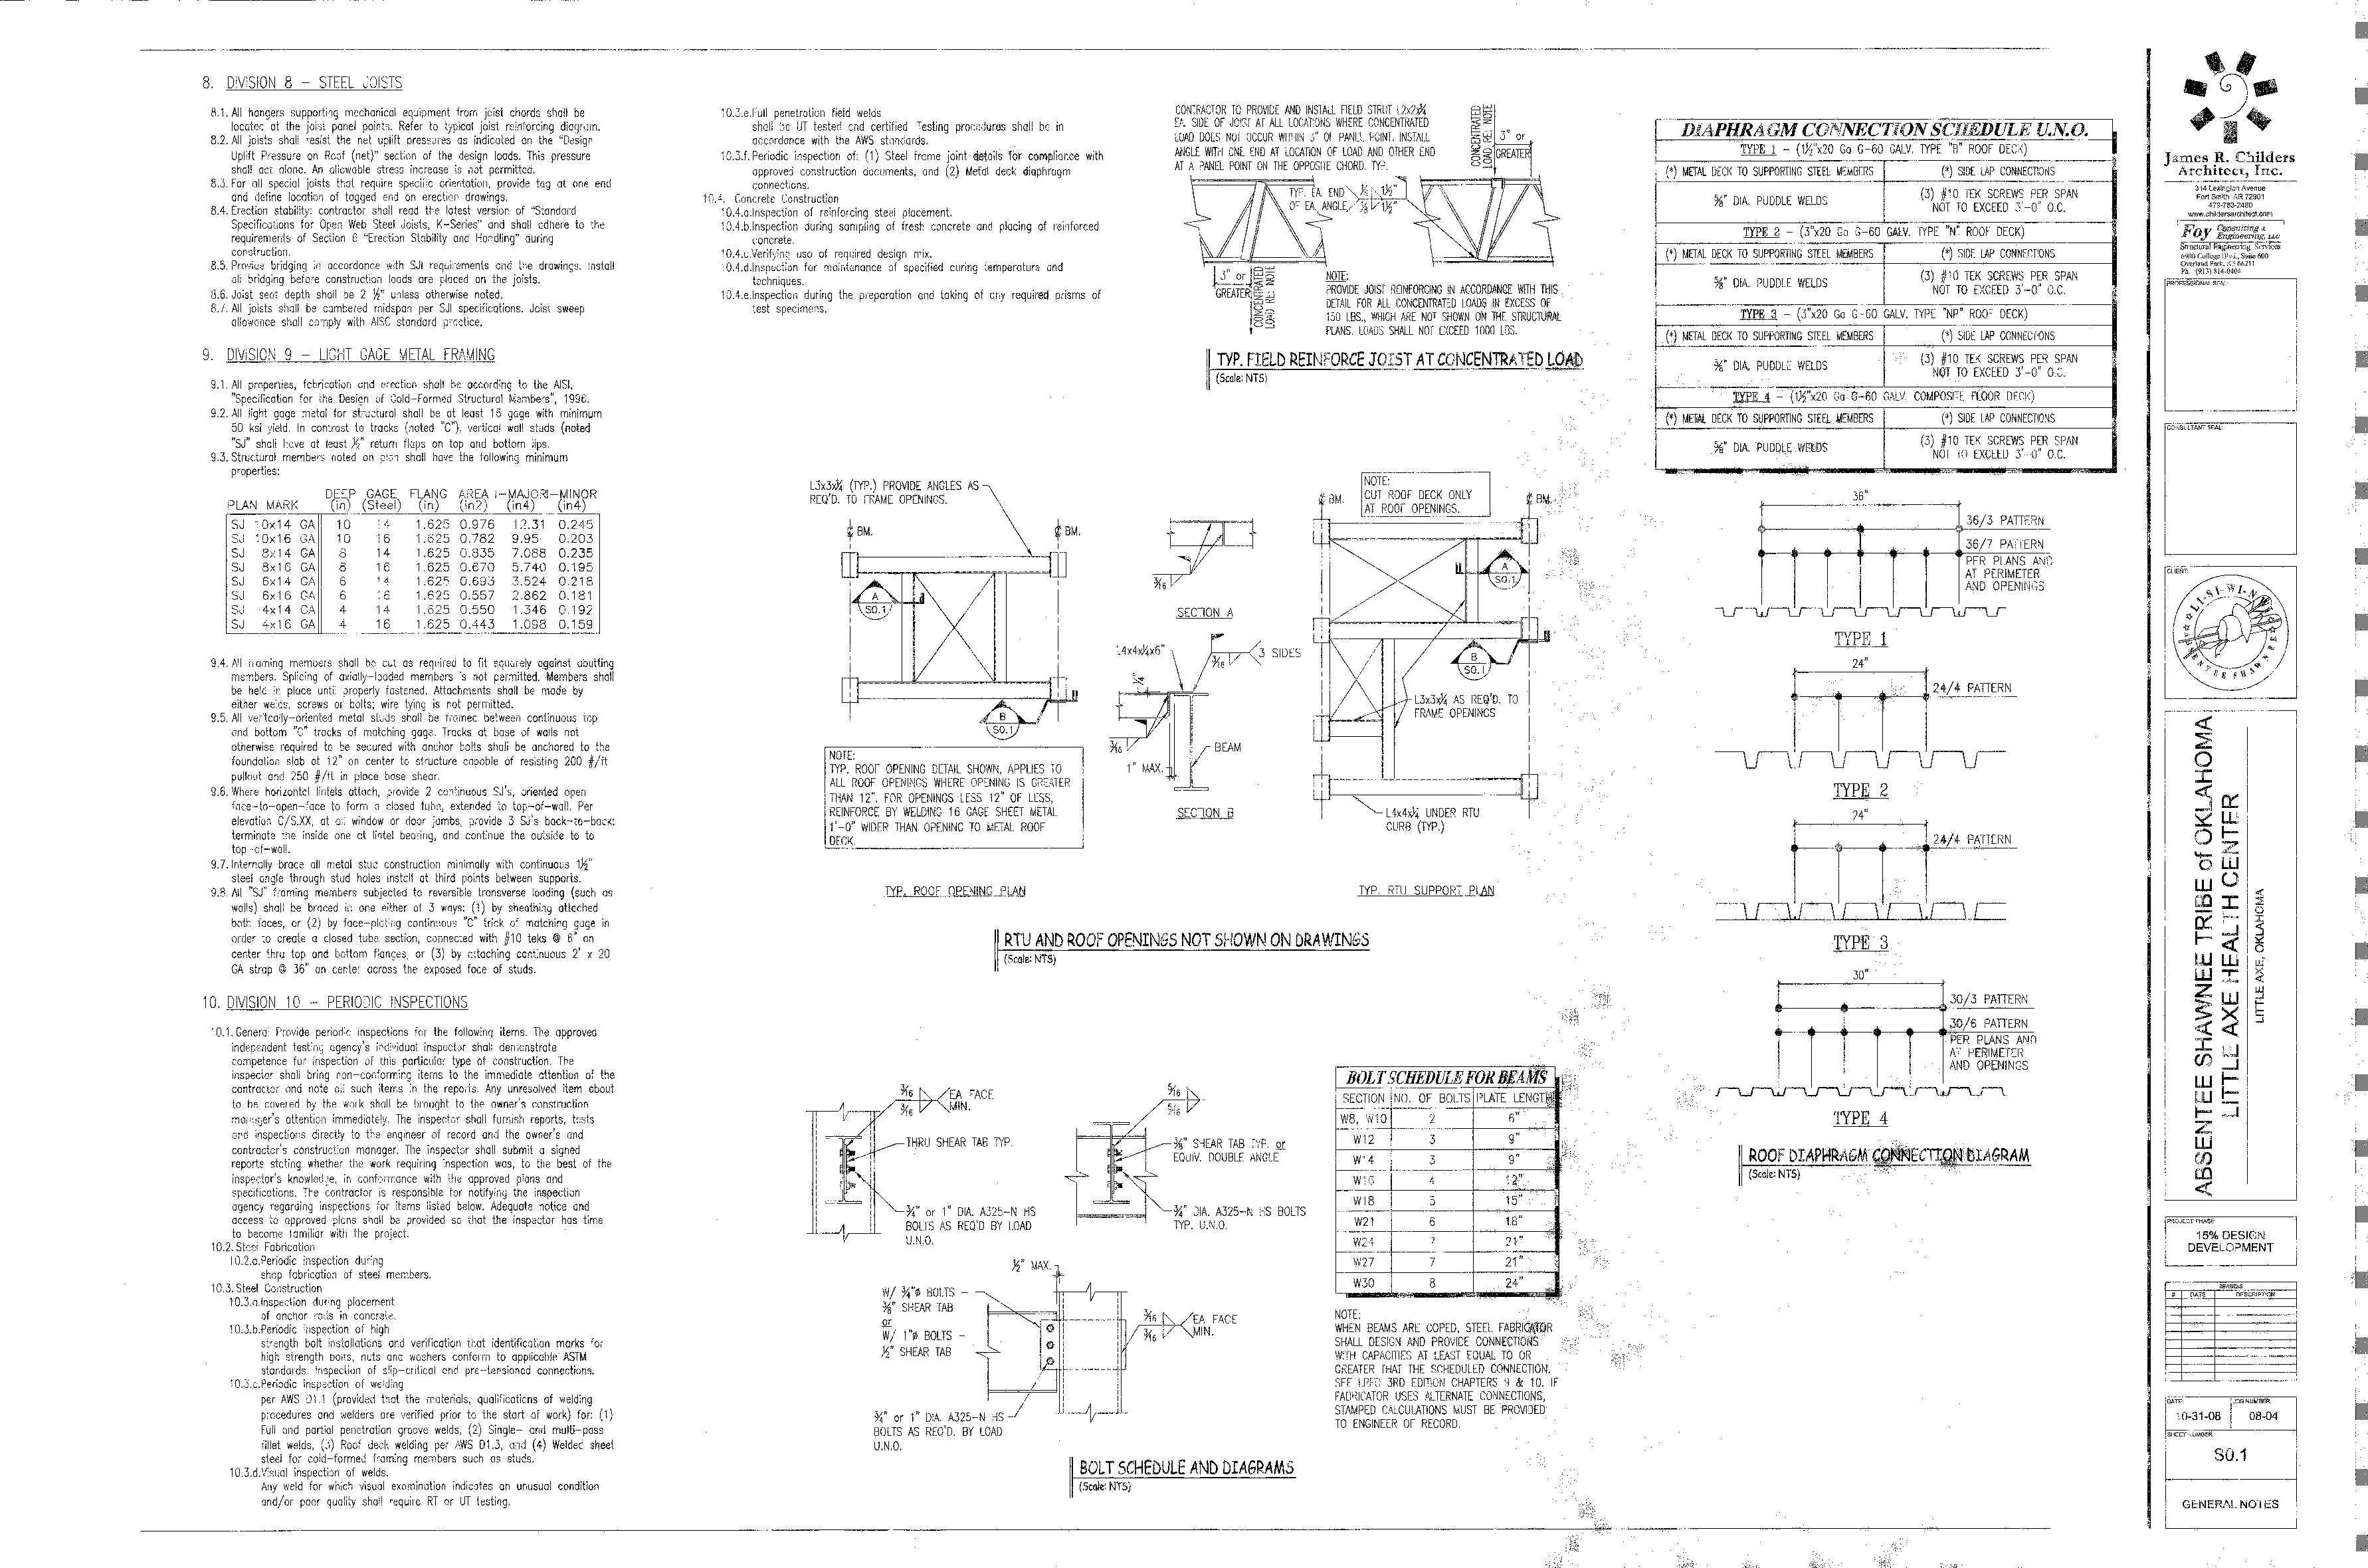 8. DIVISION 8 – STEEL JOISTS
8.1. All hangers supporting mechanical equipment from joist chords shall be
located at the joist panel points. Refer to typical joist reinforcing diagram.
8.2. All joists shall resist the net uplift pressures as indicated on the "Design
Uplift Pressure on Roof (net)" section of the design loads. This pressure
shall act alone. An allowable stress increase is not permitted.
8.3. For all special joists that require specific orientation, provide tag at one end
and define location of tagged end on erection drawings.
8.4. Erection stability: contractor shall read the latest version of "Standard
Specifications for Open Web Steel Joists, K–Series" and shall adhere to the
requirements of Section 6 "Erection Stability and Handling" during
construction.
8.5. Provide bridging in accordance with SJI requirements and the drawings. Install
all bridging before construction loads are placed on the joists.
8.6. Joist seat depth shall be 2 ½" unless otherwise noted.
8.7. All joists shall be cambered midspan per SJI specifications. Joist sweep
allowance shall comply with AISC standard practice.
9. DIVISION 9 – LIGHT GAGE METAL FRAMING
9.1. All properties, fabrication and erection shall be according to the AISI,
"Specification for the Design of Cold–Formed Structural Members", 1996.
9.2. All light gage metal for structural shall be at least 16 gage with minimum
50 ksi yield. In contrast to tracks (noted "C"), vertical wall studs (noted
"SJ" shall have at least ½" return flaps on top and bottom lips.
9.3. Structural members noted on plan shall have the following minimum
properties:
DEEP GAGE FLANG AREA I–MAJOR I–MINOR
PLAN MARK (in) (Steel) (in) (in2) (in4) (in4)
SJ 10x14 GA 10 14 1.625 0.976 12.31 0.245
SJ 10x16 GA 10 16 1.625 0.782 9.95 0.203
SJ 8x14 GA 8 14 1.625 0.835 7.088 0.235
SJ 8x16 GA 8 16 1.625 0.670 5.740 0.195
SJ 6x14 GA 6 14 1.625 0.693 3.524 0.218
SJ 6x16 GA 6 16 1.625 0.557 2.862 0.181
SJ 4x14 GA 4 14 1.625 0.550 1.346 0.192
SJ 4x16 GA 4 16 1.625 0.443 1.098 0.159
9.4. All framing members shall be cut as required to fit squarely against abutting
members. Splicing of axially–loaded members is not permitted. Members shall
be held in place until properly fastened. Attachments shall be made by
either welds, screws or bolts; wire tying is not permitted.
9.5. All vertically–oriented metal studs shall be framed between continuous top
and bottom "C" tracks of matching gage. Tracks at base of walls not
otherwise required to be secured with anchor bolts shall be anchored to the
foundation slab at 12" on center to structure capable of resisting 200 #/ft
pullout and 250 #/ft in place base shear.
9.6. Where horizontal lintels attach, provide 2 continuous SJ's, oriented open
face–to–open–face to form a closed tube, extended to top–of–wall. Per
elevation C/S.XX, at all window or door jambs, provide 3 SJ's back–to–back:
terminate the inside one at lintel bearing, and continue the outside to to
top –of–wall.
9.7. Internally brace all metal stud construction minimally with continuous 1½"
steel angle through stud holes install at third points between supports.
9.8. All "SJ" framing members subjected to reversible transverse loading (such as
walls) shall be braced in one either of 3 ways: (1) by sheathing attached
both faces, or (2) by face–plating continuous "C" trick of matching gage in
order to create a closed tube section, connected with #10 teks @ 6" on
center thru top and bottom flanges, or (3) by attaching continuous 2' x 20
GA strap @ 36" on center across the exposed face of studs.
10. DIVISION 10 – PERIODIC INSPECTIONS
10.1. General Provide periodic inspections for the following items. The approved
independent testing agency's individual inspector shall demonstrate
competence for inspection of this particular type of construction. The
inspector shall bring non–conforming items to the immediate attention of the
contractor and note all such items in the reports. Any unresolved item about
to be covered by the work shall be brought to the owner's construction
manager's attention immediately. The inspector shall furnish reports, tests
and inspections directly to the engineer of record and the owner's and
contractor's construction manager. The inspector shall submit a signed
reports stating whether the work requiring inspection was, to the best of the
inspector's knowledge, in conformance with the approved plans and
specifications. The contractor is responsible for notifying the inspection
agency regarding inspections for items listed below. Adequate notice and
access to approved plans shall be provided so that the inspector has time
to become familiar with the project.
10.2. Steel Fabrication
10.2.a. Periodic inspection during
shop fabrication of steel members.
10.3. Steel Construction
10.3.a. Inspection during placement
of anchor rods in concrete.
10.3.b. Periodic inspection of high
strength bolt installations and verification that identification marks for
high strength bolts, nuts and washers conform to applicable ASTM
standards. Inspection of slip–critical and pre–tensioned connections.
10.3.c. Periodic inspection of welding
per AWS D1.1 (provided that the materials, qualifications of welding
procedures and welders are verified prior to the start of work) for: (1)
Full and partial penetration groove welds, (2) Single– and multi–pass
fillet welds, (3) Roof deck welding per AWS D1.3, and (4) Welded sheet
steel for cold–formed framing members such as studs.
10.3.d. Visual inspection of welds.
Any weld for which visual examination indicates an unusual condition
and/or poor quality shall require RT or UT testing.
10.3.e. Full penetration field welds
shall be UT tested and certified Testing procedures shall be in
accordance with the AWS standards.
10.3.f. Periodic inspection of: (1) Steel frame joint details for compliance with
approved construction documents, and (2) Metal deck diaphragm
connections.
10.4. Concrete Construction
10.4.a. Inspection of reinforcing steel placement.
10.4.b. Inspection during sampling of fresh concrete and placing of reinforced
concrete.
10.4.c. Verifying use of required design mix.
10.4.d. Inspection for maintenance of specified curing temperature and
techniques.
10.4.e. Inspection during the preparation and taking of any required prisms of
test specimens.
CONTRACTOR TO PROVIDE AND INSTALL FIELD STRUT L2x2x¼
EA. SIDE OF JOIST AT ALL LOCATIONS WHERE CONCENTRATED
LOAD DOES NOT OCCUR WITHIN 3" OF PANEL POINT. INSTALL
ANGLE WITH ONE END AT LOCATION OF LOAD AND OTHER END
AT A PANEL POINT ON THE OPPOSITE CHORD. TYP.
CONCENTRATED
LOAD RE: NOTE
3" or
GREATER
TYP. EA. END
OF EA. ANGLE
⅛ 1½"
⅛ 1½"
3" or
GREATER
CONCENTRATED
LOAD RE: NOTE
NOTE:
PROVIDE JOIST REINFORCING IN ACCORDANCE WITH THIS
DETAIL FOR ALL CONCENTRATED LOADS IN EXCESS OF
150 LBS., WHICH ARE NOT SHOWN ON THE STRUCTURAL
PLANS. LOADS SHALL NOT EXCEED 1000 LBS.
TYP. FIELD REINFORCE JOIST AT CONCENTRATED LOAD
(Scale: NTS)
L3x3x¼ (TYP.) PROVIDE ANGLES AS
REQ'D. TO FRAME OPENINGS.
℄ BM.
℄ BM.
A
S0.1
B
S0.1
NOTE:
TYP. ROOF OPENING DETAIL SHOWN, APPLIES TO
ALL ROOF OPENINGS WHERE OPENING IS GREATER
THAN 12". FOR OPENINGS LESS 12" OF LESS,
REINFORCE BY WELDING 16 GAGE SHEET METAL
1'–0" WIDER THAN OPENING TO METAL ROOF
DECK.
TYP. ROOF OPENING PLAN
3⁄16
SECTION A
L4x4x¼x6"
3⁄16
3 SIDES
¼"
3⁄16
BEAM
1" MAX.
SECTION B
NOTE:
CUT ROOF DECK ONLY
AT ROOF OPENINGS.
℄ BM.
℄ BM.
A
S0.1
B
S0.1
L3x3x¼ AS REQ'D. TO
FRAME OPENINGS
L4x4x¼ UNDER RTU
CURB (TYP.)
TYP. RTU SUPPORT PLAN
RTU AND ROOF OPENINGS NOT SHOWN ON DRAWINGS
(Scale: NTS)
3⁄16
3⁄16
EA FACE
MIN.
THRU SHEAR TAB TYP.
¾" or 1" DIA. A325–N HS
BOLTS AS REQ'D BY LOAD
U.N.O.
5⁄16
5⁄16
⅜" SHEAR TAB TYP. or
EQUIV. DOUBLE ANGLE
¾" DIA. A325–N HS BOLTS
TYP. U.N.O.
½" MAX.
W/ ¾"ø BOLTS –
⅜" SHEAR TAB
or
W/ 1"ø BOLTS –
½" SHEAR TAB
3⁄16
3⁄16
EA FACE
MIN.
¾" or 1" DIA. A325–N HS
BOLTS AS REQ'D. BY LOAD
U.N.O.
BOLT SCHEDULE AND DIAGRAMS
(Scale: NTS)
BOLT SCHEDULE FOR BEAMS
SECTION NO. OF BOLTS PLATE LENGTH
W8, W10 2 6"
W12 3 9"
W14 3 9"
W16 4 12"
W18 5 15"
W21 6 18"
W24 7 21"
W27 7 21"
W30 8 24"
NOTE:
WHEN BEAMS ARE COPED, STEEL FABRICATOR
SHALL DESIGN AND PROVIDE CONNECTIONS
WITH CAPACITIES AT LEAST EQUAL TO OR
GREATER THAT THE SCHEDULED CONNECTION.
SEE LRFD 3RD EDITION CHAPTERS 9 & 10. IF
FABRICATOR USES ALTERNATE CONNECTIONS,
STAMPED CALCULATIONS MUST BE PROVIDED
TO ENGINEER OF RECORD.
DIAPHRAGM CONNECTION SCHEDULE U.N.O.
TYPE 1 – (1½"x20 Ga G–60 GALV. TYPE "B" ROOF DECK)
(*) METAL DECK TO SUPPORTING STEEL MEMBERS (*) SIDE LAP CONNECTIONS
⅝" DIA. PUDDLE WELDS
(3) #10 TEK SCREWS PER SPAN
NOT TO EXCEED 3'–0" O.C.
TYPE 2 – (3"x20 Ga G–60 GALV. TYPE "N" ROOF DECK)
(*) METAL DECK TO SUPPORTING STEEL MEMBERS (*) SIDE LAP CONNECTIONS
⅝" DIA. PUDDLE WELDS
(3) #10 TEK SCREWS PER SPAN
NOT TO EXCEED 3'–0" O.C.
TYPE 3 – (3"x20 Ga G–60 GALV. TYPE "NP" ROOF DECK)
(*) METAL DECK TO SUPPORTING STEEL MEMBERS (*) SIDE LAP CONNECTIONS
⅝" DIA. PUDDLE WELDS
(3) #10 TEK SCREWS PER SPAN
NOT TO EXCEED 3'–0" O.C.
TYPE 4 – (1½"x20 Ga G–60 GALV. COMPOSITE FLOOR DECK)
(*) METAL DECK TO SUPPORTING STEEL MEMBERS (*) SIDE LAP CONNECTIONS
⅝" DIA. PUDDLE WELDS
(3) #10 TEK SCREWS PER SPAN
NOT TO EXCEED 3'–0" O.C.
36"
36/3 PATTERN
36/7 PATTERN
PER PLANS AND
AT PERIMETER
AND OPENINGS
TYPE 1
24"
24/4 PATTERN
TYPE 2
24"
24/4 PATTERN
TYPE 3
30"
30/3 PATTERN
30/6 PATTERN
PER PLANS AND
AT PERIMETER
AND OPENINGS
TYPE 4
ROOF DIAPHRAGM CONNECTION DIAGRAM
(Scale: NTS)
James R. Childers
Architect, Inc.
314 Lexington Avenue
Fort Smith AR 72901
479-783-2480
www.childersarchitect.com
Foy Consulting &
Engineering, LLC
Structural Engineering Services
6900 College Blvd., Suite 600
Overland Park, KS 66211
Ph. (913) 814-0404
PROFESSIONAL SEAL:
CONSULTANT SEAL:
CLIENT:
LI-SI-WI-NWI
ABSENTEE SHAWNEE
ABSENTEE SHAWNEE TRIBE of OKLAHOMA
LITTLE AXE HEALTH CENTER
LITTLE AXE, OKLAHOMA
PROJECT PHASE:
15% DESIGN
DEVELOPMENT
REVISIONS
# DATE DESCRIPTION
DATE: JOB NUMBER:
10-31-08 08-04
SHEET NUMBER:
S0.1
GENERAL NOTES